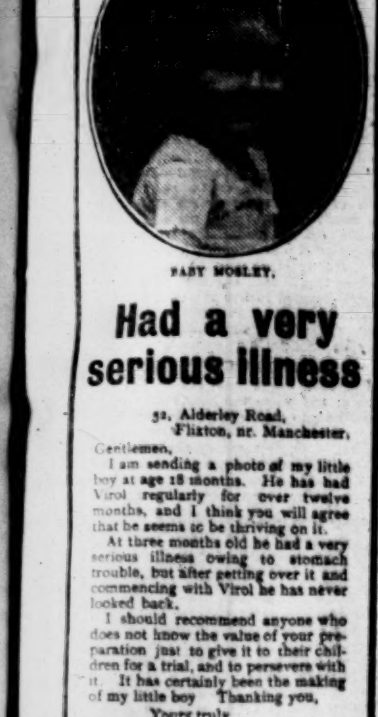 BABY MOSLEY.
Had a very
serious illness
32, Alderley Road,
Flixton, nr. Manchester,
Gentlemen,
I am sending a photo of my little
boy at age 18 months. He has had
Virol regularly for over twelve
months, and I think you will agree
that he seems to be thriving on it.
At three months old he had a very
serious illness owing to stomach
trouble, but after getting over it and
commencing with Virol he has never
looked back.
I should recommend anyone who
does not know the value of your pre-
paration just to give it to their chil-
dren for a trial, and to persevere with
it. It has certainly been the making
of my little boy Thanking you,
Yours truly